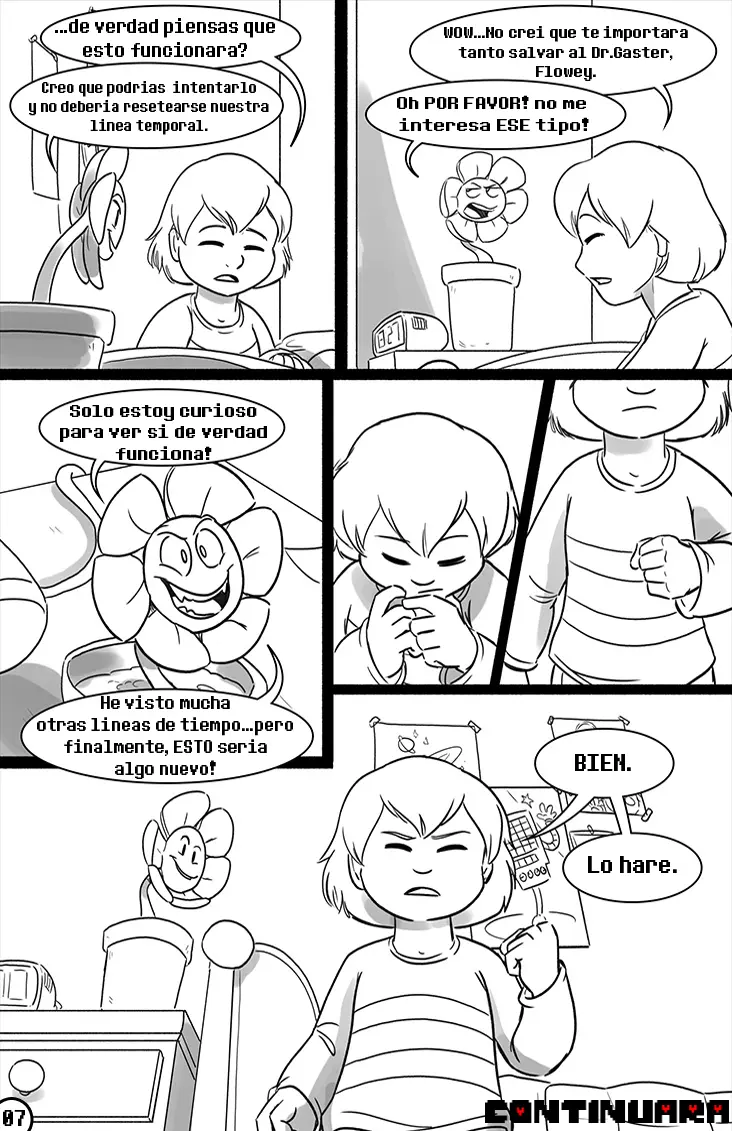 ...de verdad piensas que
esto funcionara?
Creo que podrias intentarlo
y no deberia resetearse nuestra
linea temporal.
WOW...No crei que te importara
tanto salvar al Dr.Gaster,
Flowey.
Oh POR FAVOR! no me
interesa ESE tipo!
8:27
Solo estoy curioso
para ver si de verdad
funciona!
He visto mucha
otras lineas de tiempo...pero
finalmente, ESTO seria
algo nuevo!
BIEN.
Lo hare.
07
CONTINUARA